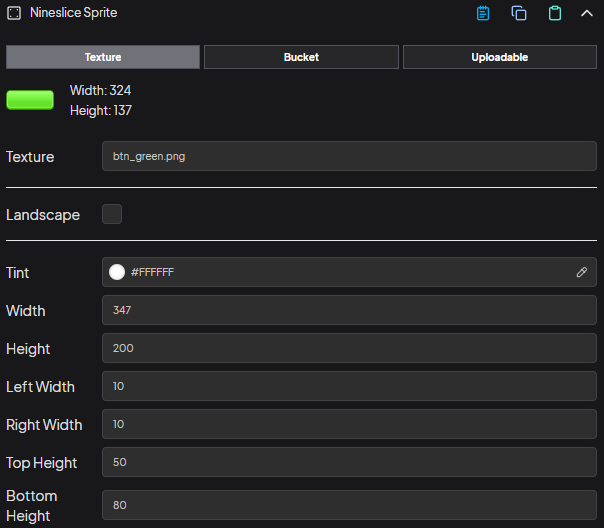 Nineslice Sprite
Texture Bucket Uploadable
Width: 324
Height: 137
Texture btn_green.png
Landscape
Tint #FFFFFF
Width 347
Height 200
Left Width 10
Right Width 10
Top Height 50
Bottom Height 80